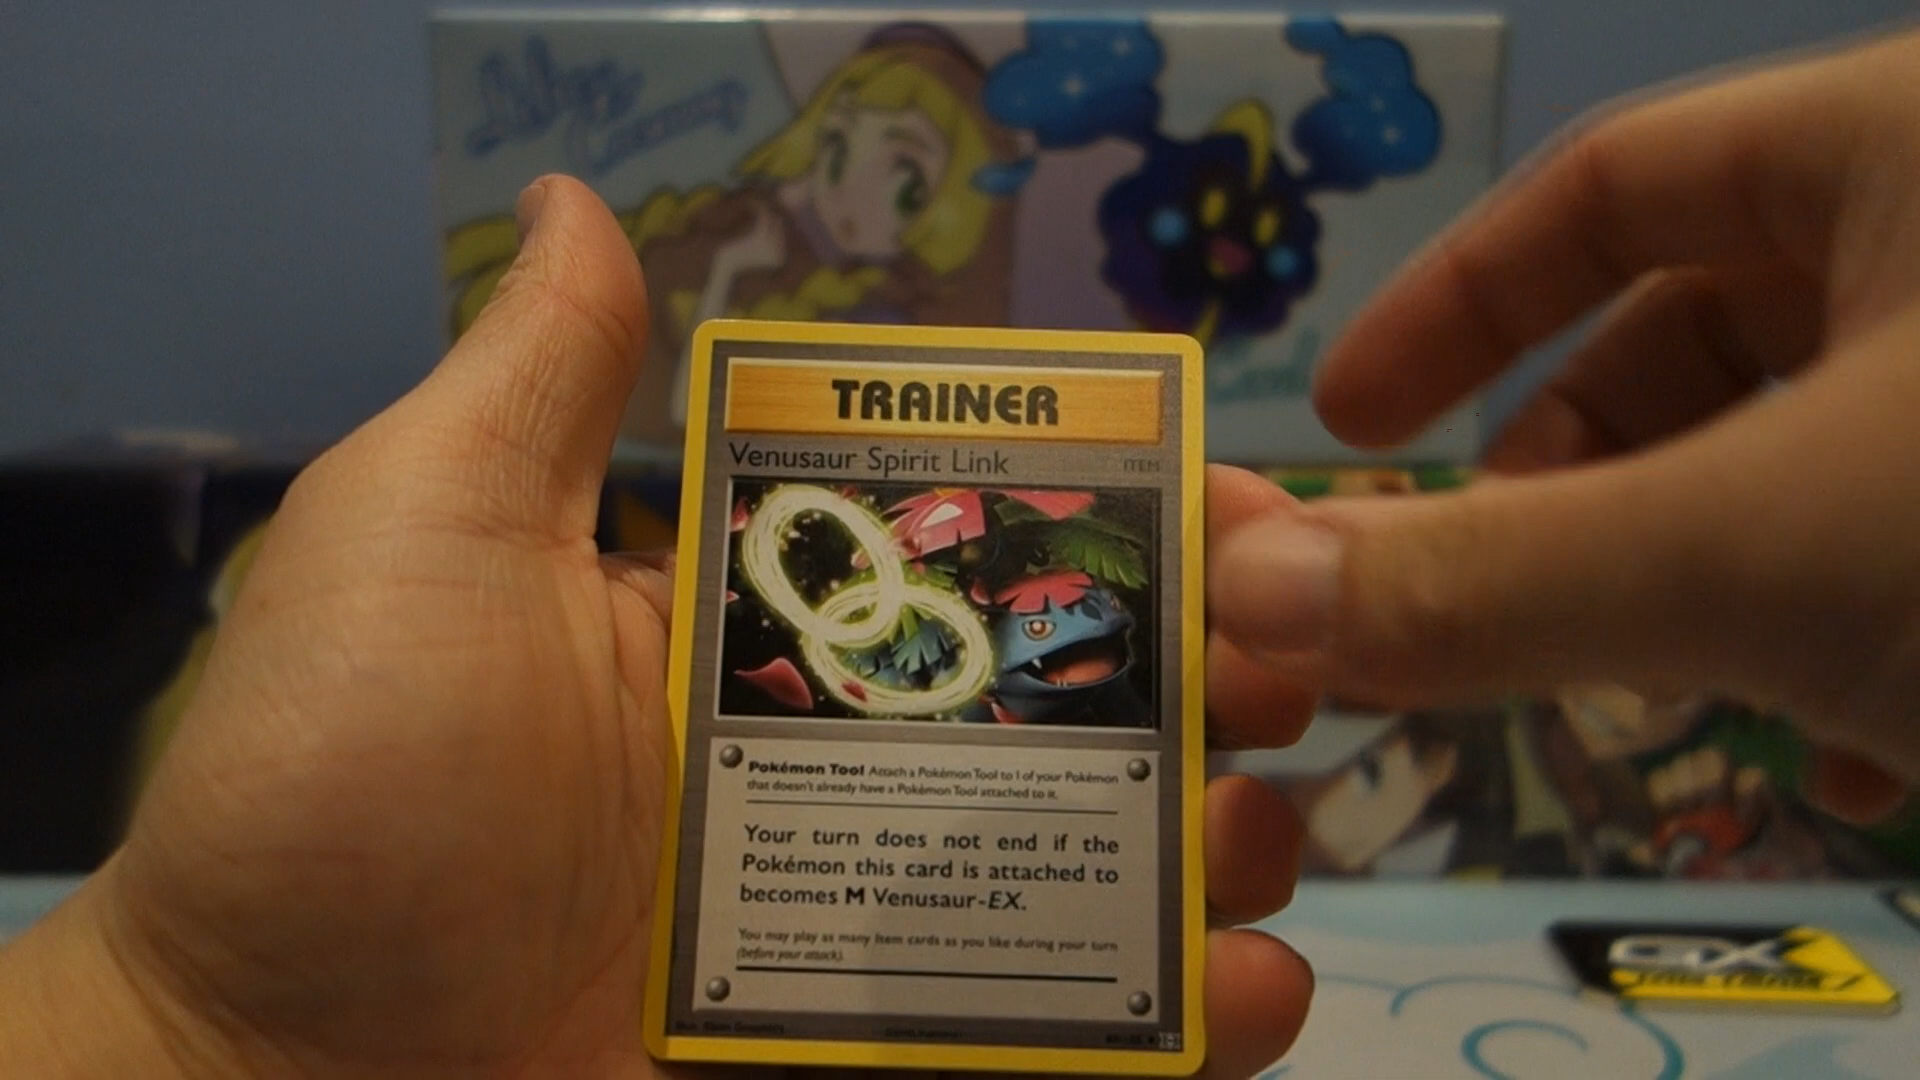 TRAINER
Venusaur Spirit Link
ITEM
Pokémon Tool Attach a Pokémon Tool to 1 of your Pokémon
that doesn't already have a Pokémon Tool attached to it.
Your turn does not end if the
Pokémon this card is attached to
becomes M Venusaur-EX.
You may play as many Item cards as you like during your turn
(before your attack).
GX